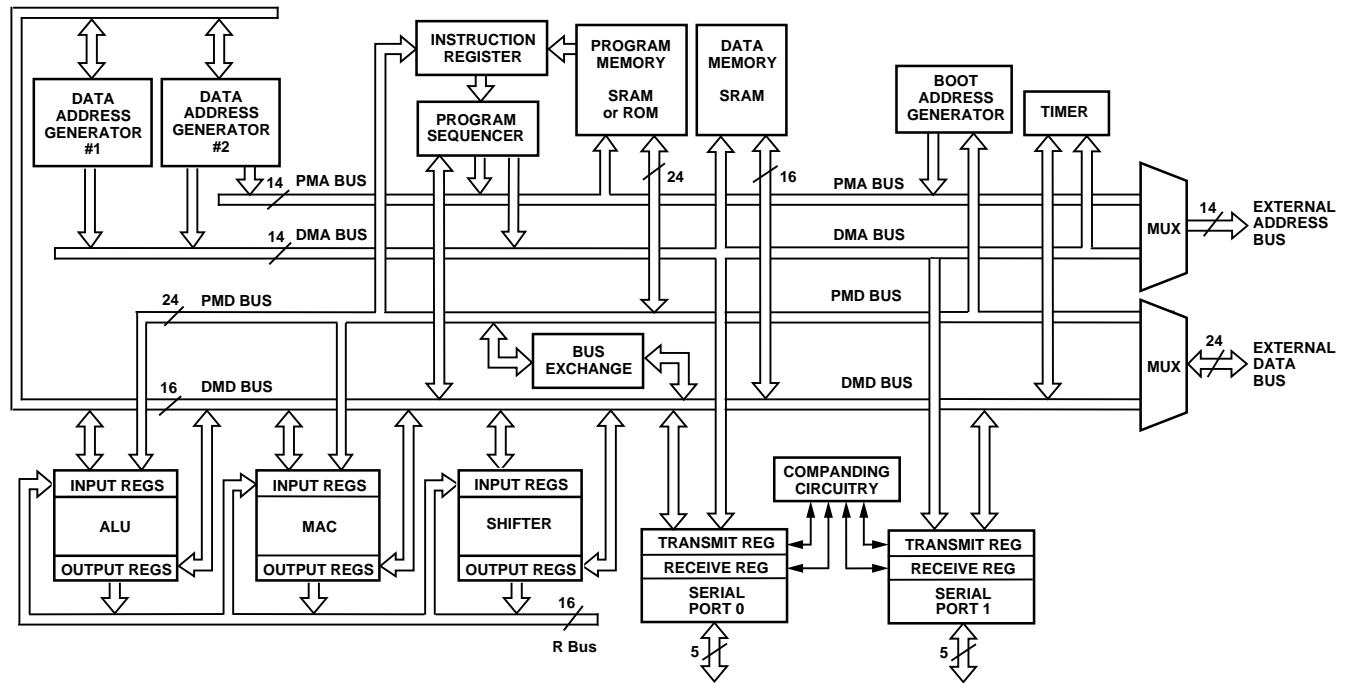 INSTRUCTION
REGISTER
PROGRAM
MEMORY
SRAM
or ROM
DATA
MEMORY
SRAM
BOOT
ADDRESS
GENERATOR
TIMER
DATA
ADDRESS
GENERATOR
#1
DATA
ADDRESS
GENERATOR
#2
PROGRAM
SEQUENCER
14
PMA BUS
24
16
PMA BUS
MUX
14
EXTERNAL
ADDRESS
BUS
14
DMA BUS
DMA BUS
24
PMD BUS
PMD BUS
BUS
EXCHANGE
MUX
24
EXTERNAL
DATA
BUS
16
DMD BUS
DMD BUS
INPUT REGS
ALU
OUTPUT REGS
INPUT REGS
MAC
OUTPUT REGS
INPUT REGS
SHIFTER
OUTPUT REGS
16
R Bus
COMPANDING
CIRCUITRY
TRANSMIT REG
RECEIVE REG
SERIAL
PORT 0
5
TRANSMIT REG
RECEIVE REG
SERIAL
PORT 1
5